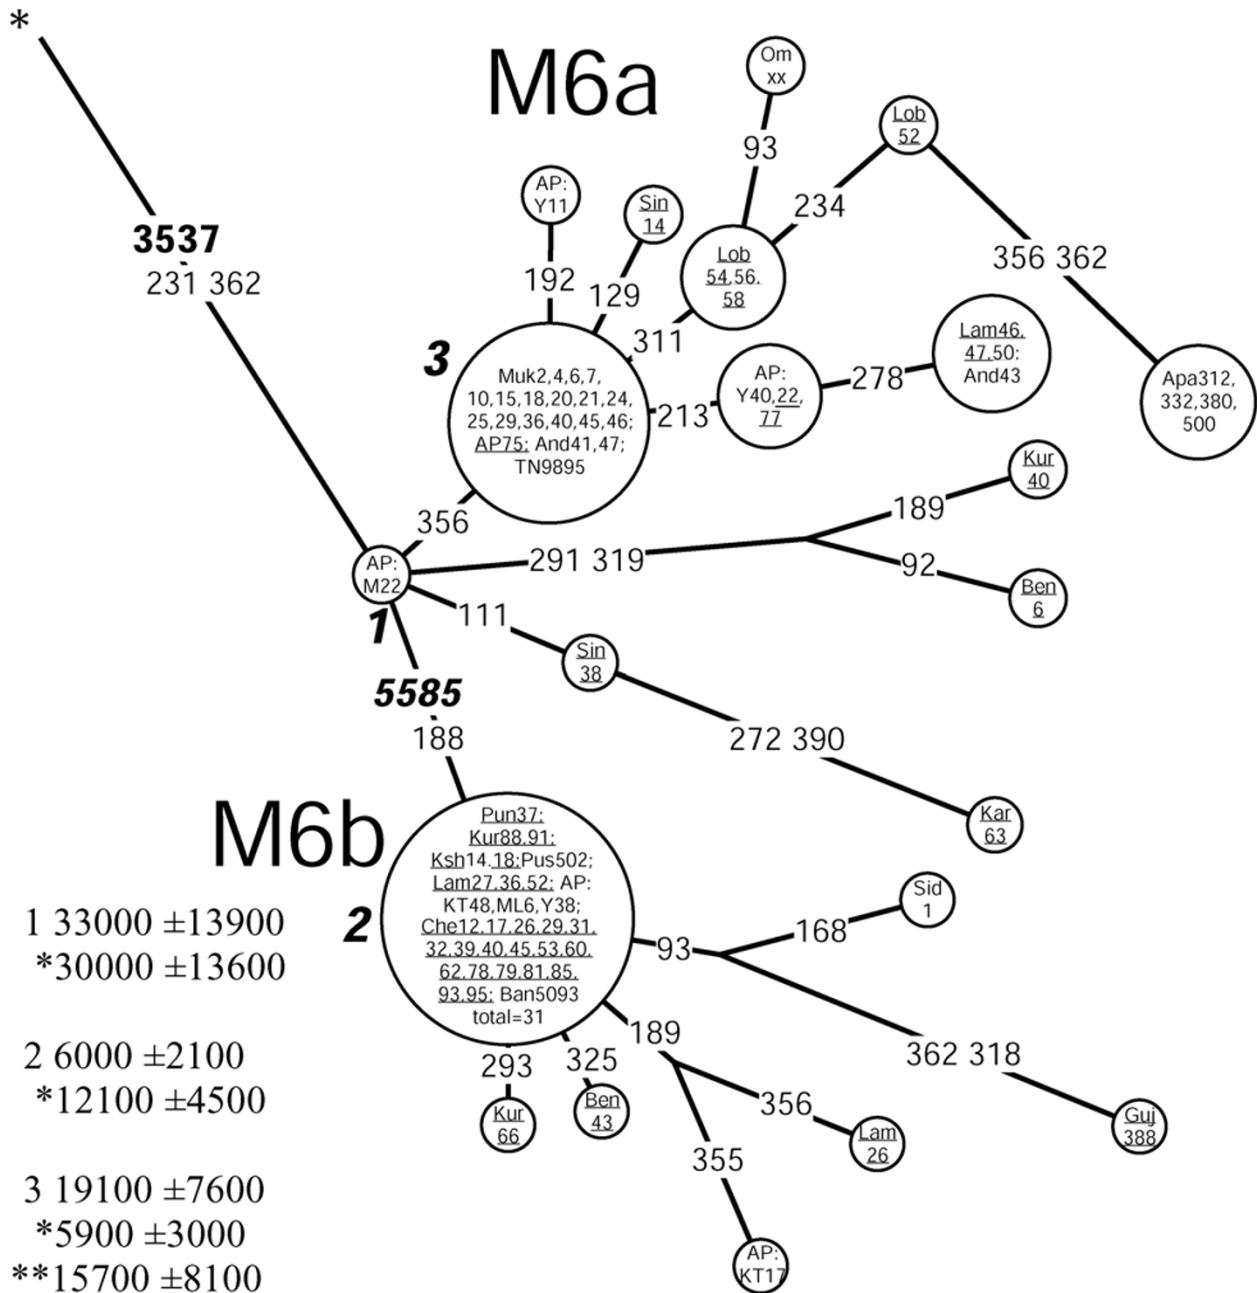 *
M6a
Om
xx
Lob
52
93
AP:
Y11
Sin
14
234
3537
231 362
192
129
Lob
54,56,
58
356 362
311
3
Muk2,4,6,7,
10,15,18,20,21,24,
25,29,36,40,45,46;
AP75; And41,47;
TN9895
213
AP:
Y40,22,
77
278
Lam46,
47,50;
And43
Apa312,
332,380,
500
356
Kur
40
189
291 319
92
Ben
6
AP:
M22
1
111
Sin
38
5585
188
272 390
Kar
63
M6b
2
Pun37;
Kur88,91;
Ksh14,18;Pus502;
Lam27,36,52; AP:
KT48,ML6,Y38;
Che12,17,26,29,31,
32,39,40,45,53,60,
62,78,79,81,85,
93,95; Ban5093
total=31
Sid
1
168
93
189
362 318
293
325
Kur
66
Ben
43
356
Lam
26
Guj
388
355
AP:
KT17
1 33000 ±13900
*30000 ±13600
2 6000 ±2100
*12100 ±4500
3 19100 ±7600
*5900 ±3000
**15700 ±8100